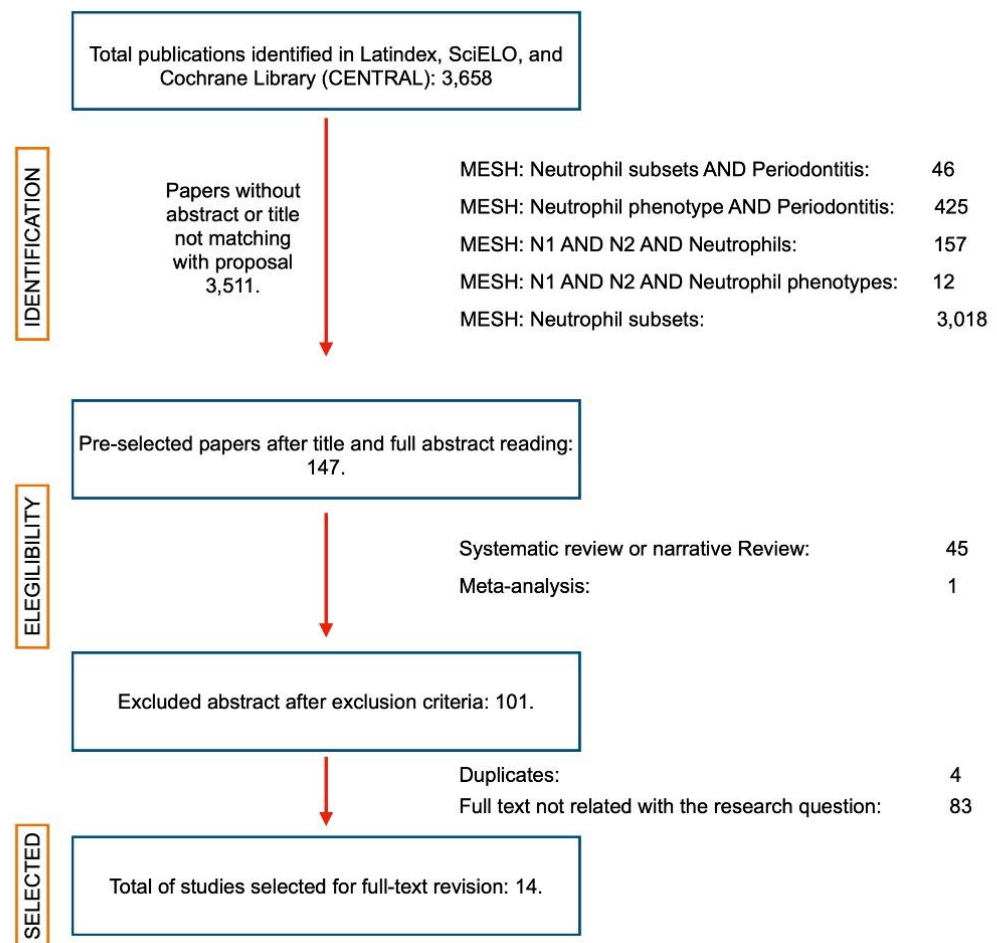 Total publications identified in Latindex, SciELO, and
Cochrane Library (CENTRAL): 3,658
IDENTIFICATION
Papers without
abstract or title
not matching
with proposal
3,511.
MESH: Neutrophil subsets AND Periodontitis: 46
MESH: Neutrophil phenotype AND Periodontitis: 425
MESH: N1 AND N2 AND Neutrophils: 157
MESH: N1 AND N2 AND Neutrophil phenotypes: 12
MESH: Neutrophil subsets: 3,018
Pre-selected papers after title and full abstract reading:
147.
ELEGILIBILITY
Systematic review or narrative Review: 45
Meta-analysis: 1
Excluded abstract after exclusion criteria: 101.
Duplicates: 4
Full text not related with the research question: 83
SELECTED
Total of studies selected for full-text revision: 14.